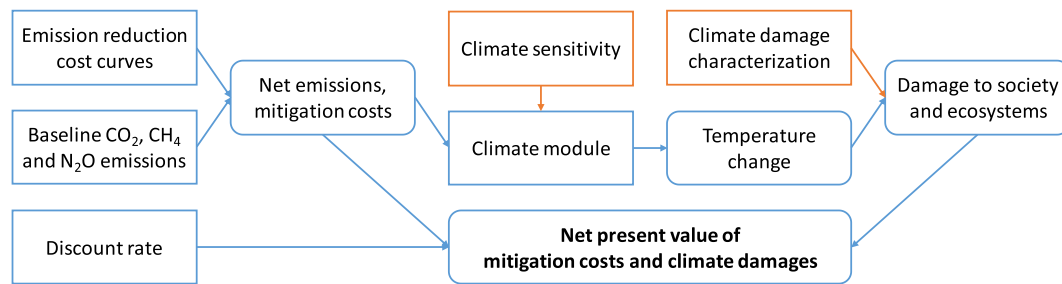 Emission reduction
cost curves
Baseline CO₂, CH₄
and N₂O emissions
Discount rate
Net emissions,
mitigation costs
Climate sensitivity
Climate module
Climate damage
characterization
Temperature
change
Damage to society
and ecosystems
Net present value of
mitigation costs and climate damages